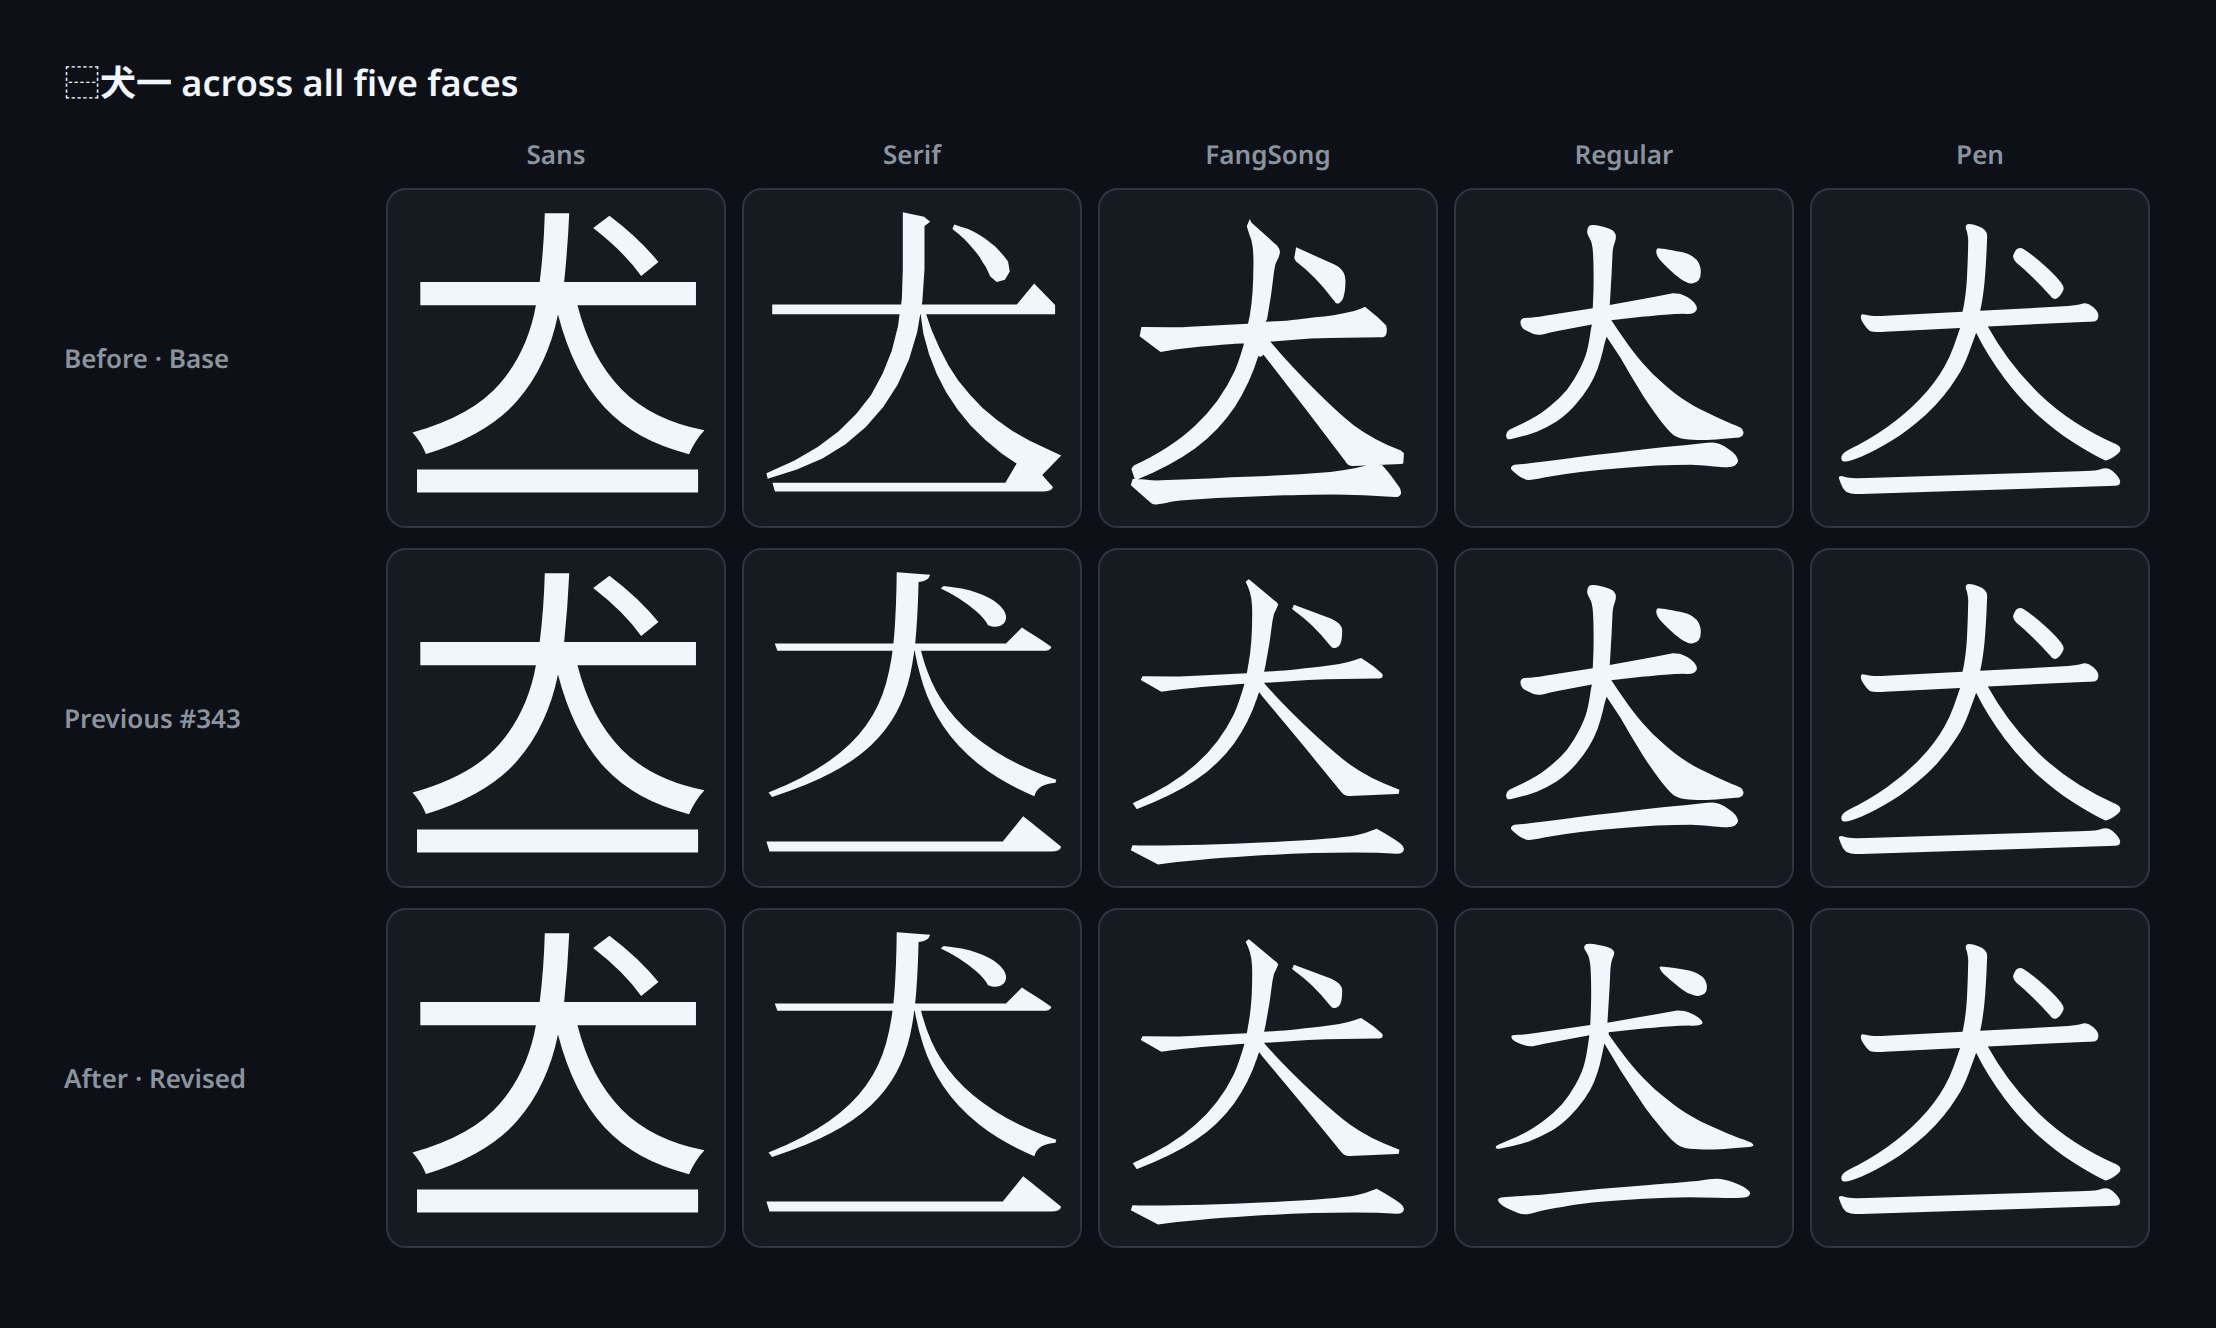 ⿱犬一 across all five faces
Sans Serif FangSong Regular Pen
Before · Base
Previous #343
After · Revised